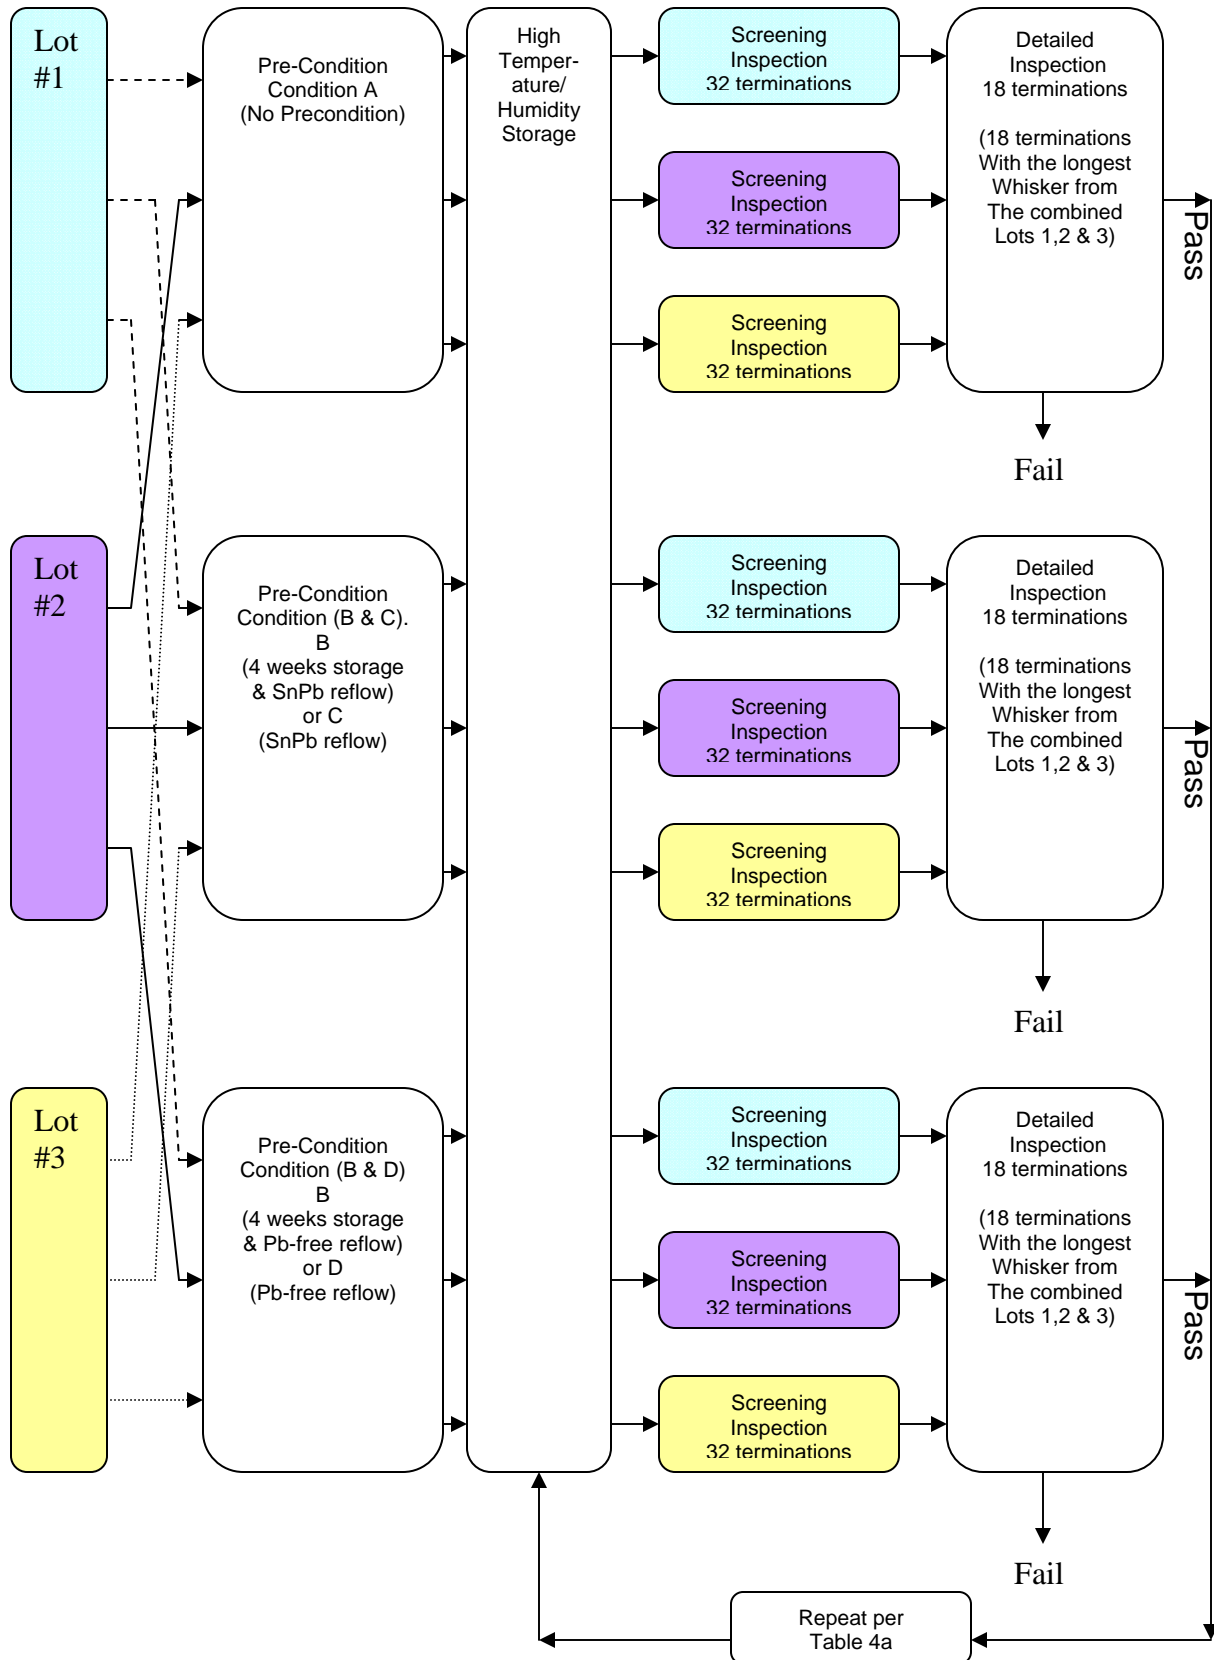 Lot
#1
Pre-Condition
Condition A
(No Precondition)
High
Temper-
ature/
Humidity
Storage
Screening
Inspection
32 terminations
Screening
Inspection
32 terminations
Screening
Inspection
32 terminations
Detailed
Inspection
18 terminations
(18 terminations
With the longest
Whisker from
The combined
Lots 1,2 & 3)
Pass
Fail
Lot
#2
Pre-Condition
Condition (B & C).
B
(4 weeks storage
& SnPb reflow)
or C
(SnPb reflow)
Screening
Inspection
32 terminations
Screening
Inspection
32 terminations
Screening
Inspection
32 terminations
Detailed
Inspection
18 terminations
(18 terminations
With the longest
Whisker from
The combined
Lots 1,2 & 3)
Pass
Fail
Lot
#3
Pre-Condition
Condition (B & D)
B
(4 weeks storage
& Pb-free reflow)
or D
(Pb-free reflow)
Screening
Inspection
32 terminations
Screening
Inspection
32 terminations
Screening
Inspection
32 terminations
Detailed
Inspection
18 terminations
(18 terminations
With the longest
Whisker from
The combined
Lots 1,2 & 3)
Pass
Fail
Repeat per
Table 4a